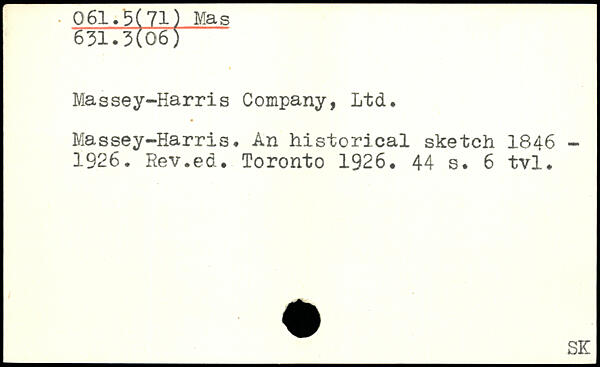 061.5(71) Mas
631.3(06)
Massey-Harris Company, Ltd.
Massey-Harris. An historical sketch 1846 -
1926. Rev.ed. Toronto 1926. 44 s. 6 tvl.
SK